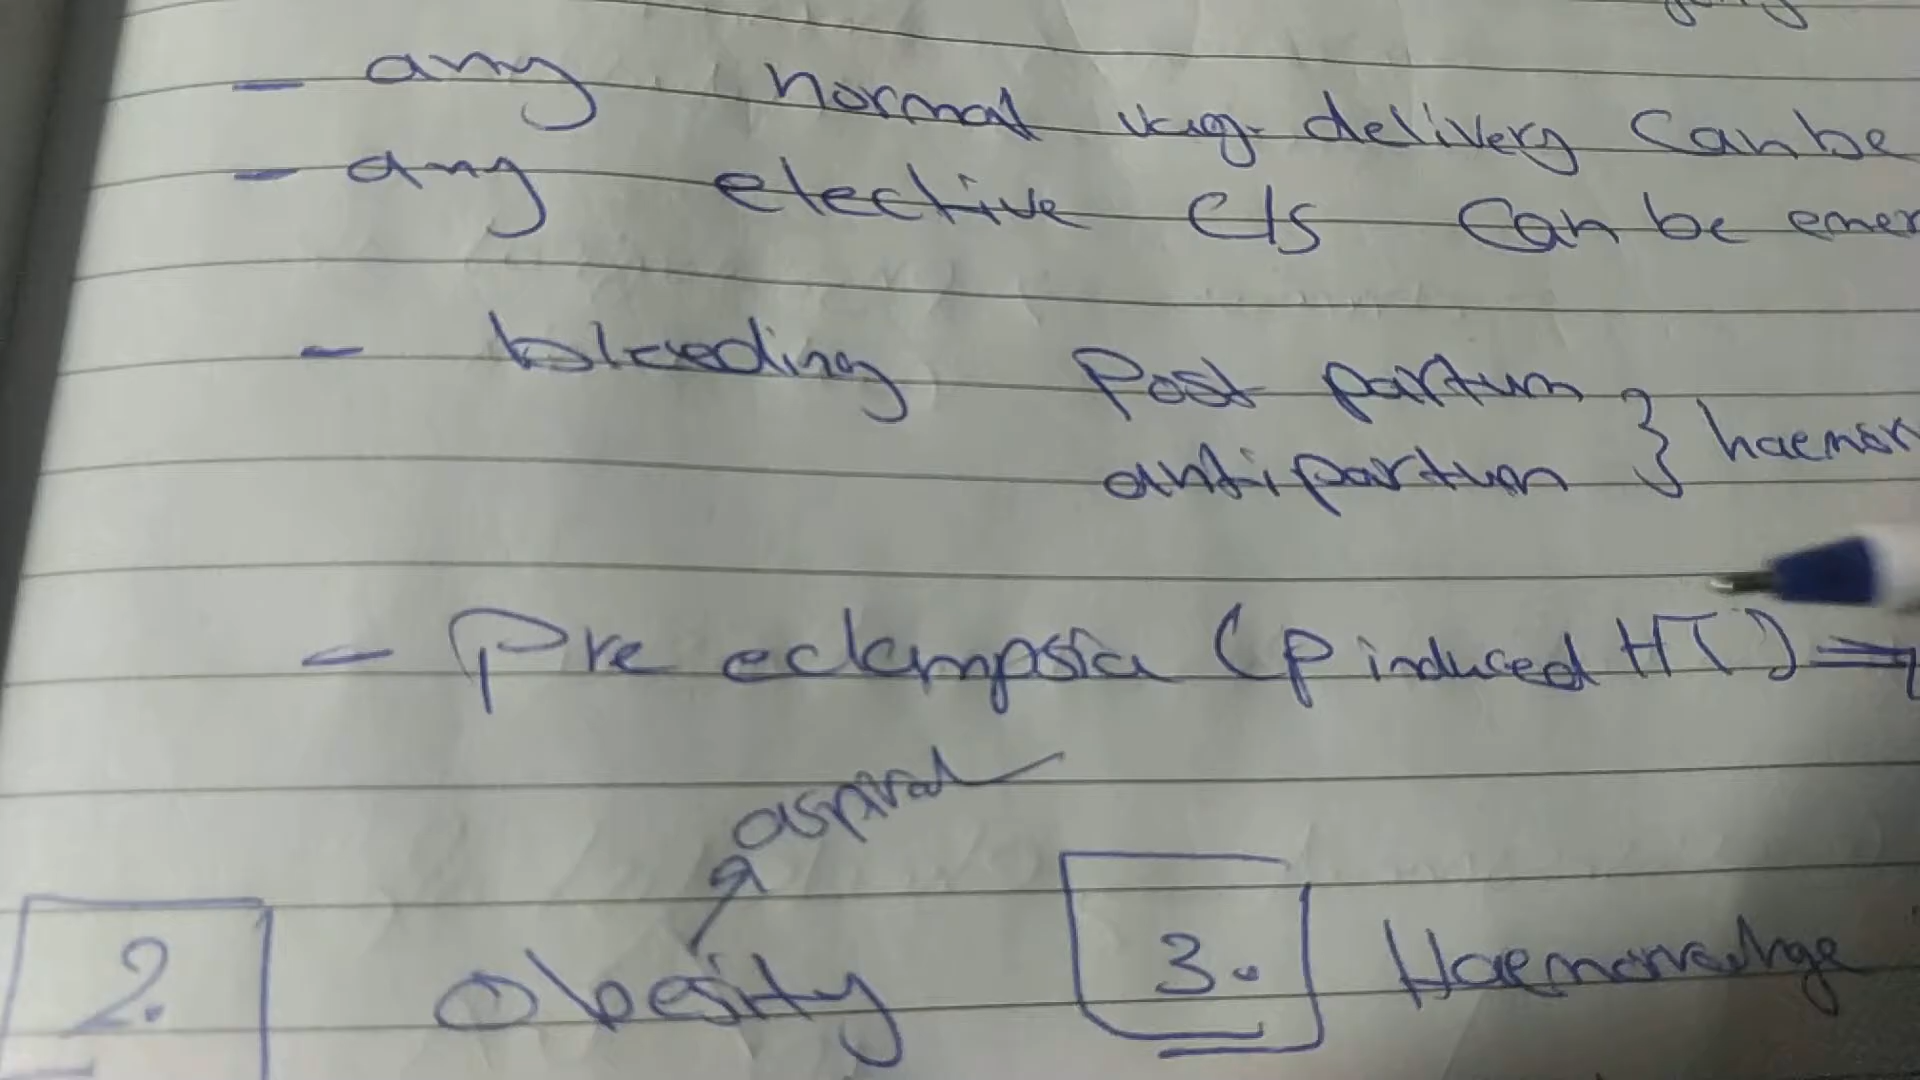 - any normal vag. delivery can be
- any elective C/S can be emer
- bleeding Post partum
antipartum } haemor
- Pre eclampsia (P induced HT) ⇒
aspirat
2. Obesity
3. Haemorrhage